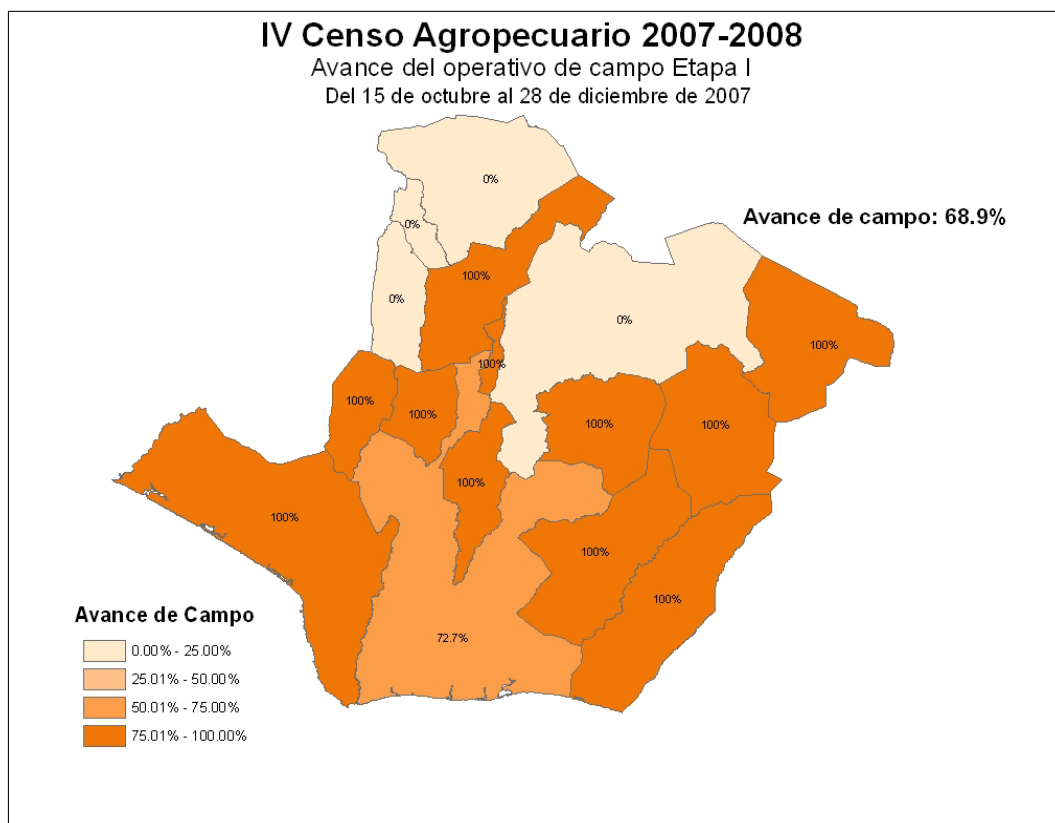 IV Censo Agropecuario 2007-2008
Avance del operativo de campo Etapa I
Del 15 de octubre al 28 de diciembre de 2007
0%
Avance de campo: 68.9%
0%
100%
0%
0%
100%
100%
100%
100%
100%
100%
100%
100%
100%
100%
72.7%
Avance de Campo
0.00% - 25.00%
25.01% - 50.00%
50.01% - 75.00%
75.01% - 100.00%